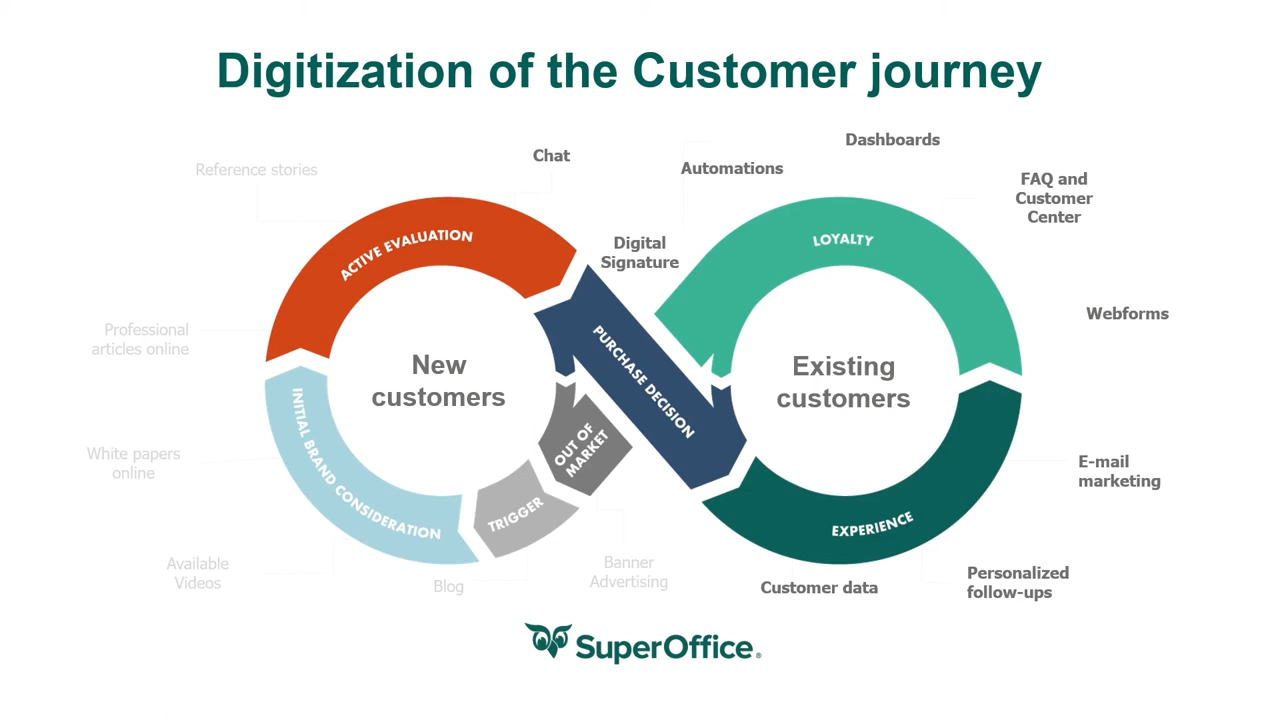 Digitization of the Customer journey
Dashboards
Chat
Reference stories
Automations
FAQ and
Customer
Center
ACTIVE EVALUATION
LOYALTY
Digital
Signature
Webforms
Professional
articles online
PURCHASE DECISION
New
customers
Existing
customers
INITIAL BRAND CONSIDERATION
OUT OF
MARKET
White papers
online
E-mail
marketing
TRIGGER
EXPERIENCE
Available
Videos
Blog
Banner
Advertising
Customer data
Personalized
follow-ups
SuperOffice®